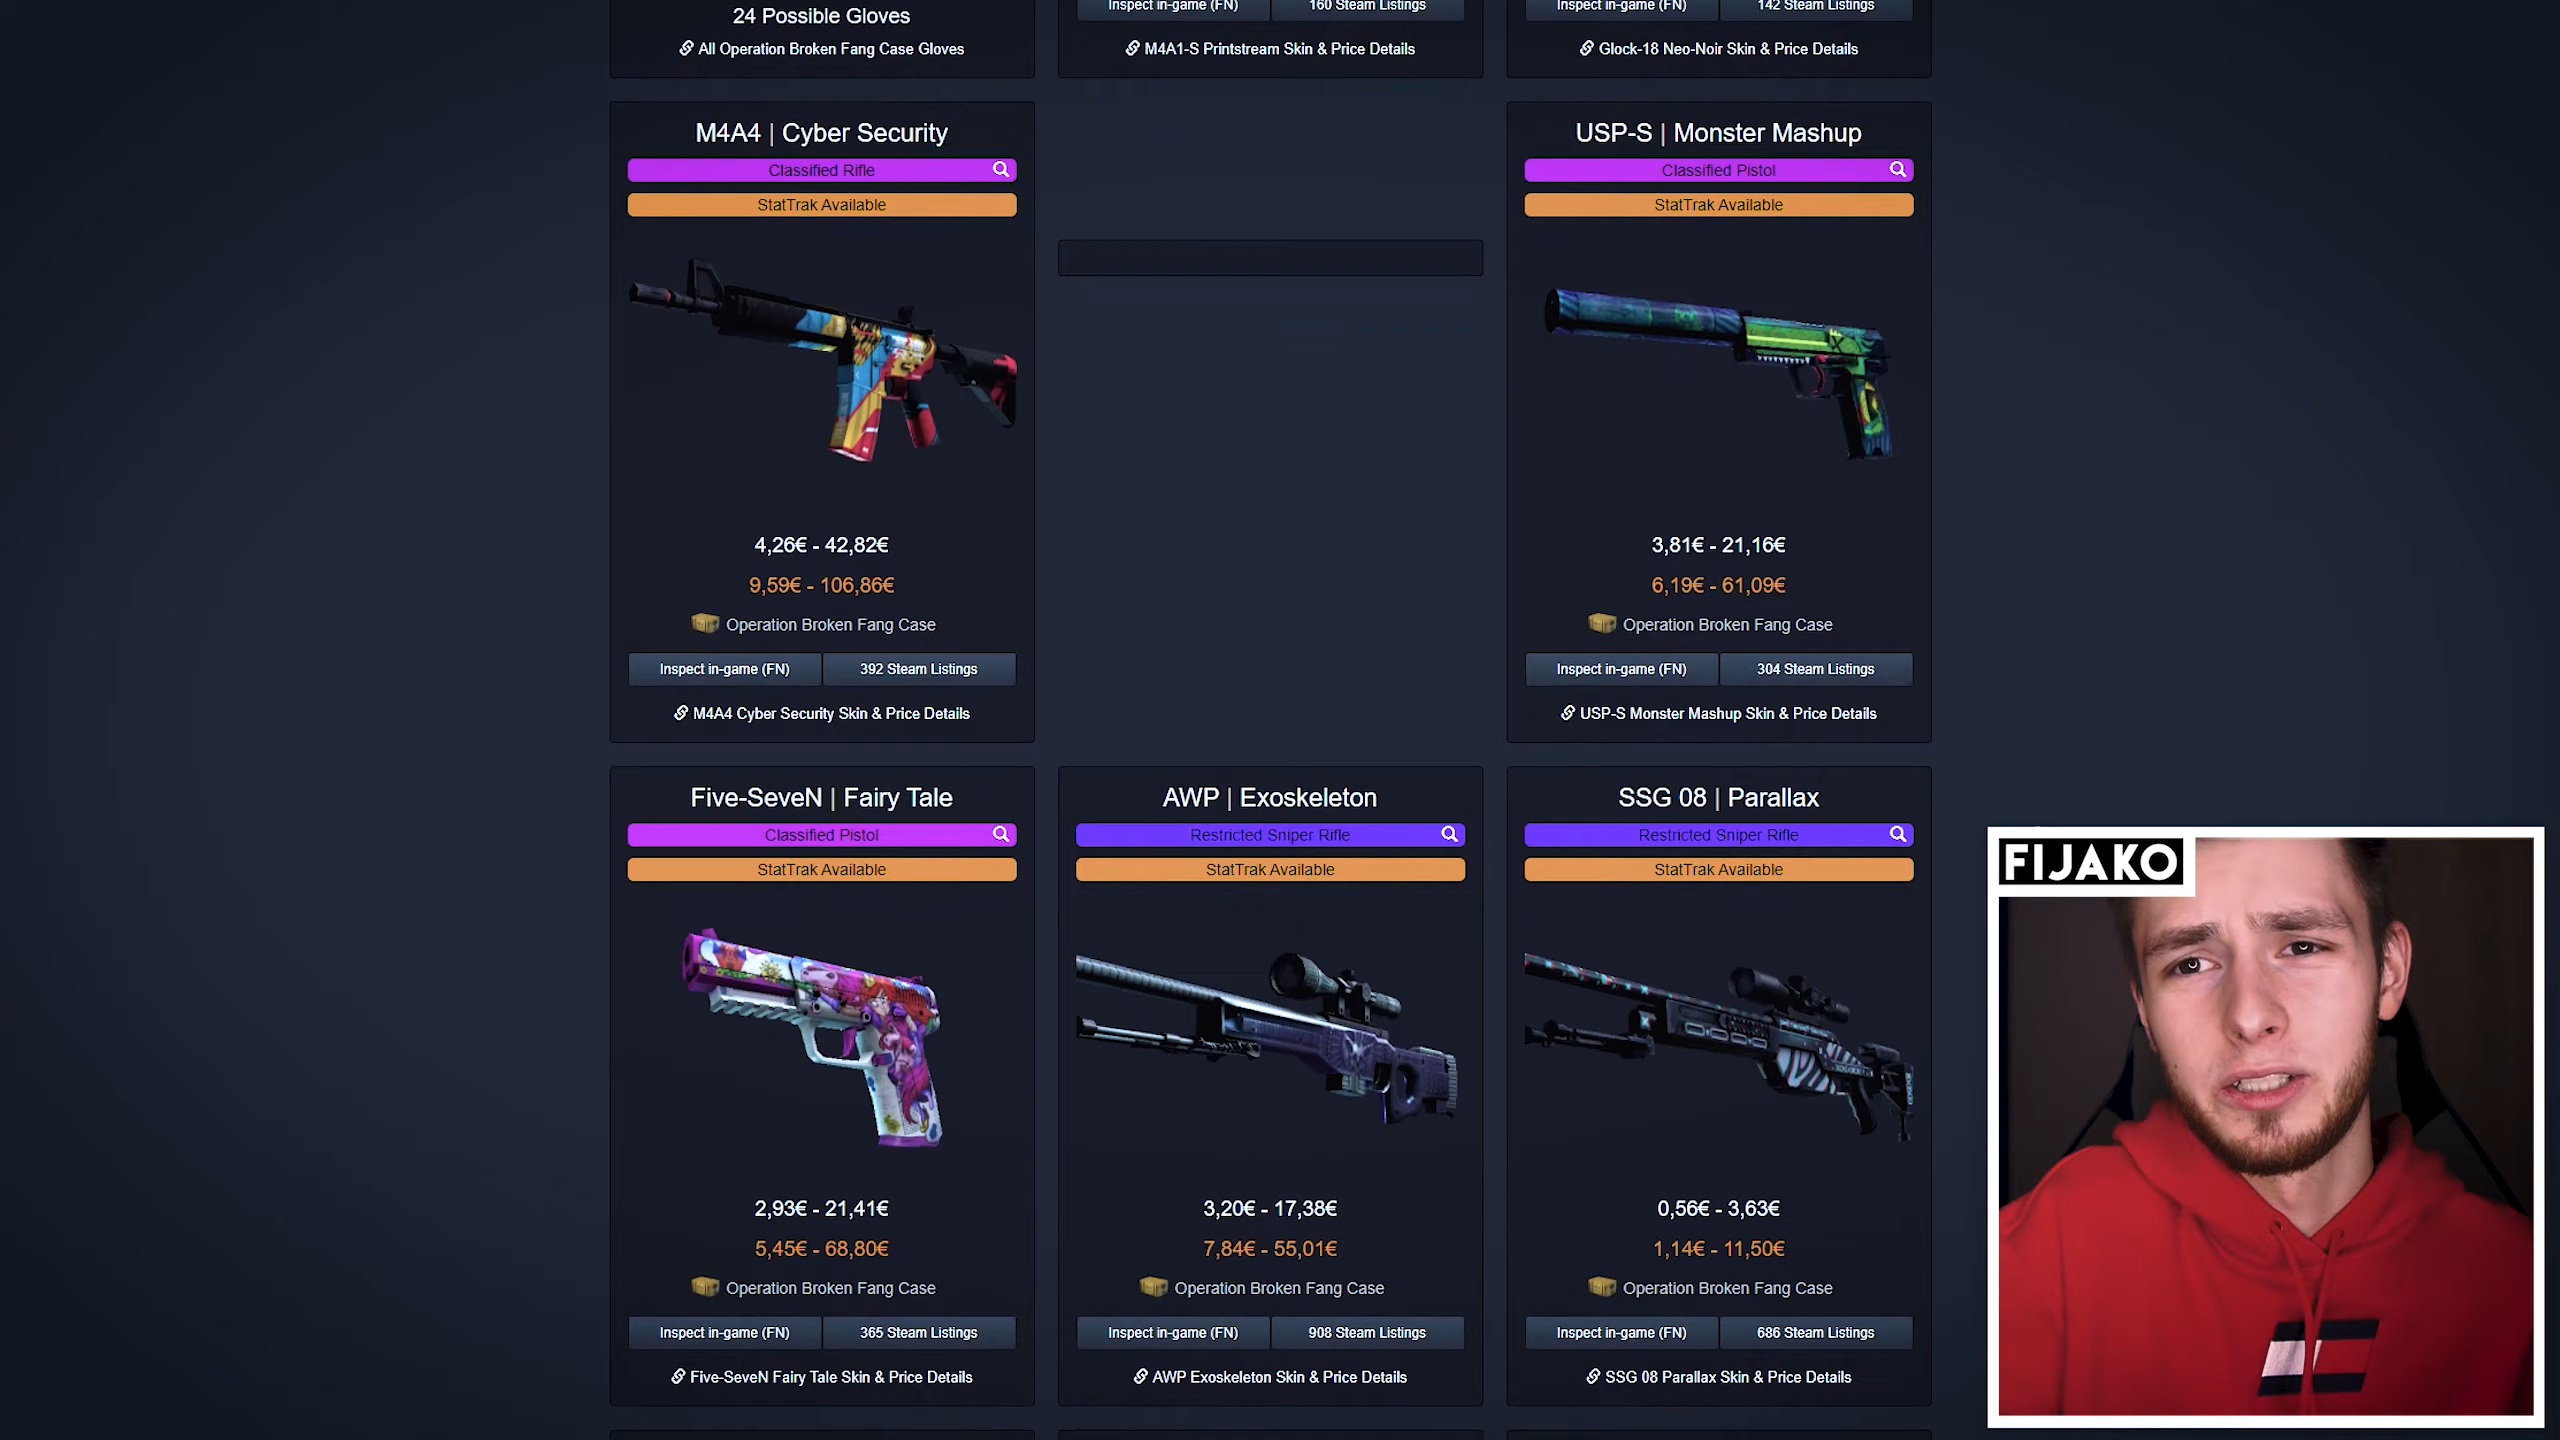 24 Possible Gloves
All Operation Broken Fang Case Gloves
Inspect in-game (FN)
160 Steam Listings
M4A1-S Printstream Skin & Price Details
Inspect in-game (FN)
142 Steam Listings
Glock-18 Neo-Noir Skin & Price Details
M4A4 | Cyber Security
Classified Rifle
StatTrak Available
4,26€ - 42,82€
9,59€ - 106,86€
Operation Broken Fang Case
Inspect in-game (FN)
392 Steam Listings
M4A4 Cyber Security Skin & Price Details
USP-S | Monster Mashup
Classified Pistol
StatTrak Available
3,81€ - 21,16€
6,19€ - 61,09€
Operation Broken Fang Case
Inspect in-game (FN)
304 Steam Listings
USP-S Monster Mashup Skin & Price Details
Five-SeveN | Fairy Tale
Classified Pistol
StatTrak Available
2,93€ - 21,41€
5,45€ - 68,80€
Operation Broken Fang Case
Inspect in-game (FN)
365 Steam Listings
Five-SeveN Fairy Tale Skin & Price Details
AWP | Exoskeleton
Restricted Sniper Rifle
StatTrak Available
3,20€ - 17,38€
7,84€ - 55,01€
Operation Broken Fang Case
Inspect in-game (FN)
908 Steam Listings
AWP Exoskeleton Skin & Price Details
SSG 08 | Parallax
Restricted Sniper Rifle
StatTrak Available
0,56€ - 3,63€
1,14€ - 11,50€
Operation Broken Fang Case
Inspect in-game (FN)
686 Steam Listings
SSG 08 Parallax Skin & Price Details
FIJAKO